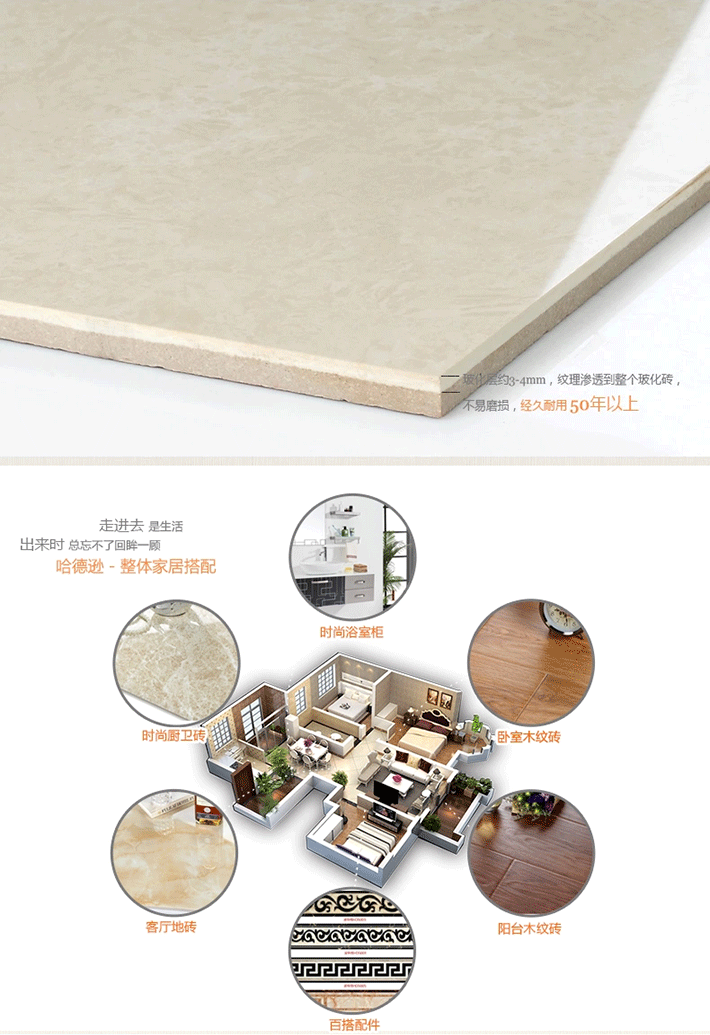 玻化层约3-4mm，纹理渗透到整个玻化砖，
不易磨损，经久耐用 50年以上
走进去 是生活
出来时 总忘不了回眸一顾
哈德逊 - 整体家居搭配
时尚浴室柜
时尚厨卫砖
卧室木纹砖
客厅地砖
阳台木纹砖
百搭配件